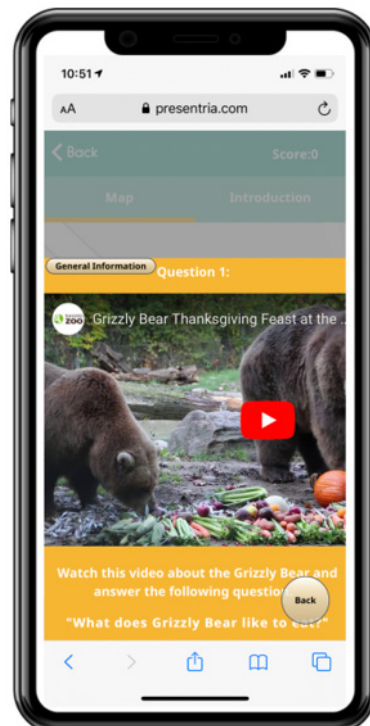 10:51
AA presentria.com
Back Score:0
Map Introduction
General Information
Question 1:
ZOO Grizzly Bear Thanksgiving Feast at the ...
Watch this video about the Grizzly Bear and
answer the following question:
Back
"What does Grizzly Bear like to eat?"